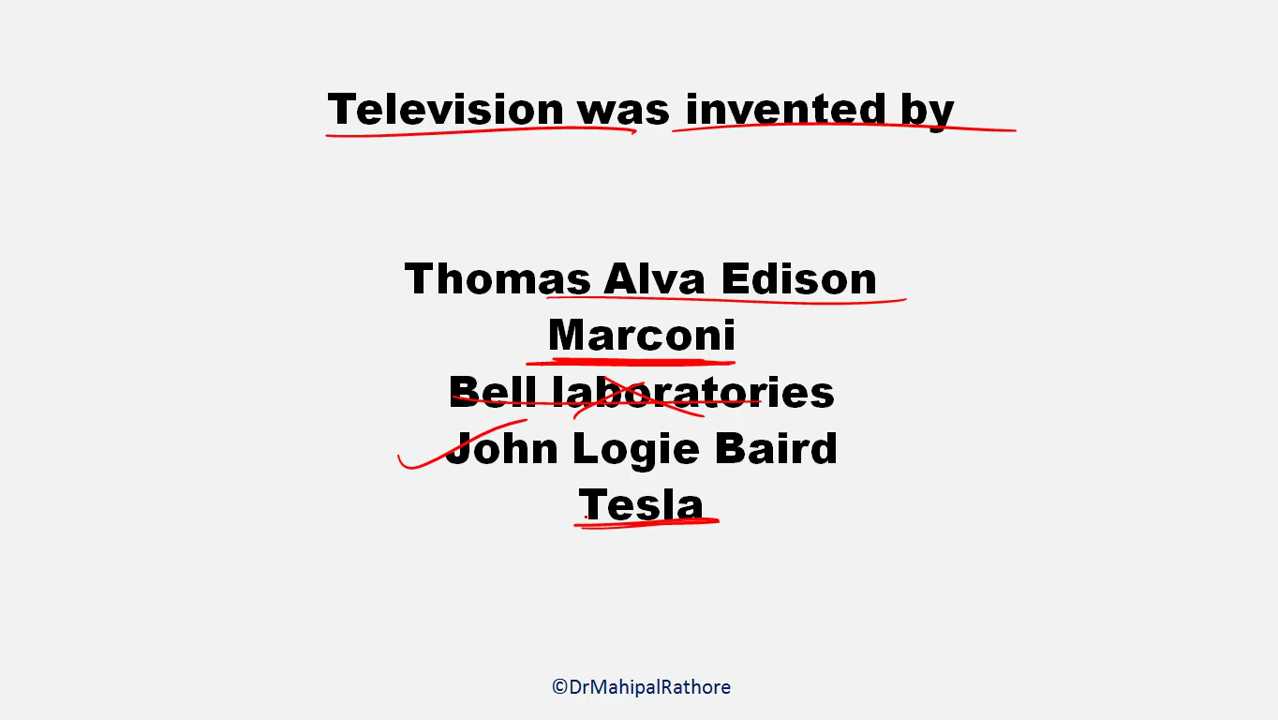 Television was invented by
Thomas Alva Edison
Marconi
Bell laboratories
John Logie Baird
Tesla
©DrMahipalRathore